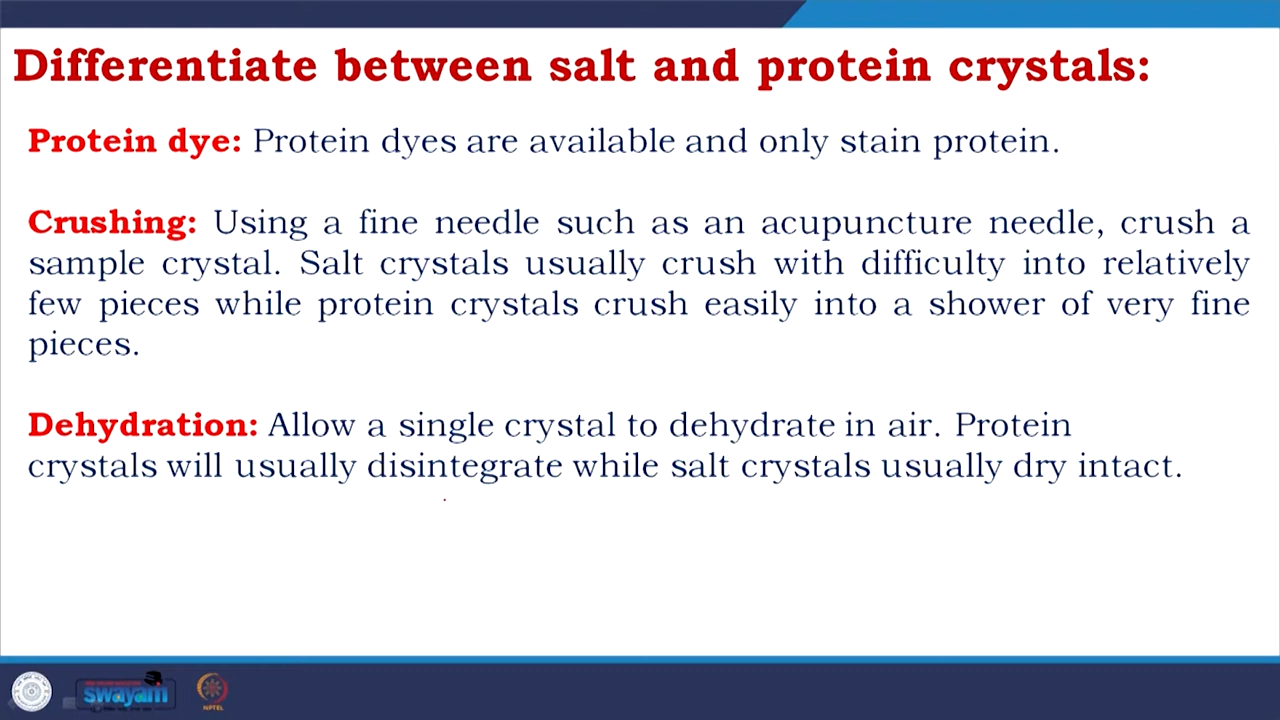 Differentiate between salt and protein crystals:
Protein dye: Protein dyes are available and only stain protein.
Crushing: Using a fine needle such as an acupuncture needle, crush a
sample crystal. Salt crystals usually crush with difficulty into relatively
few pieces while protein crystals crush easily into a shower of very fine
pieces.
Dehydration: Allow a single crystal to dehydrate in air. Protein
crystals will usually disintegrate while salt crystals usually dry intact.
swayam
NPTEL